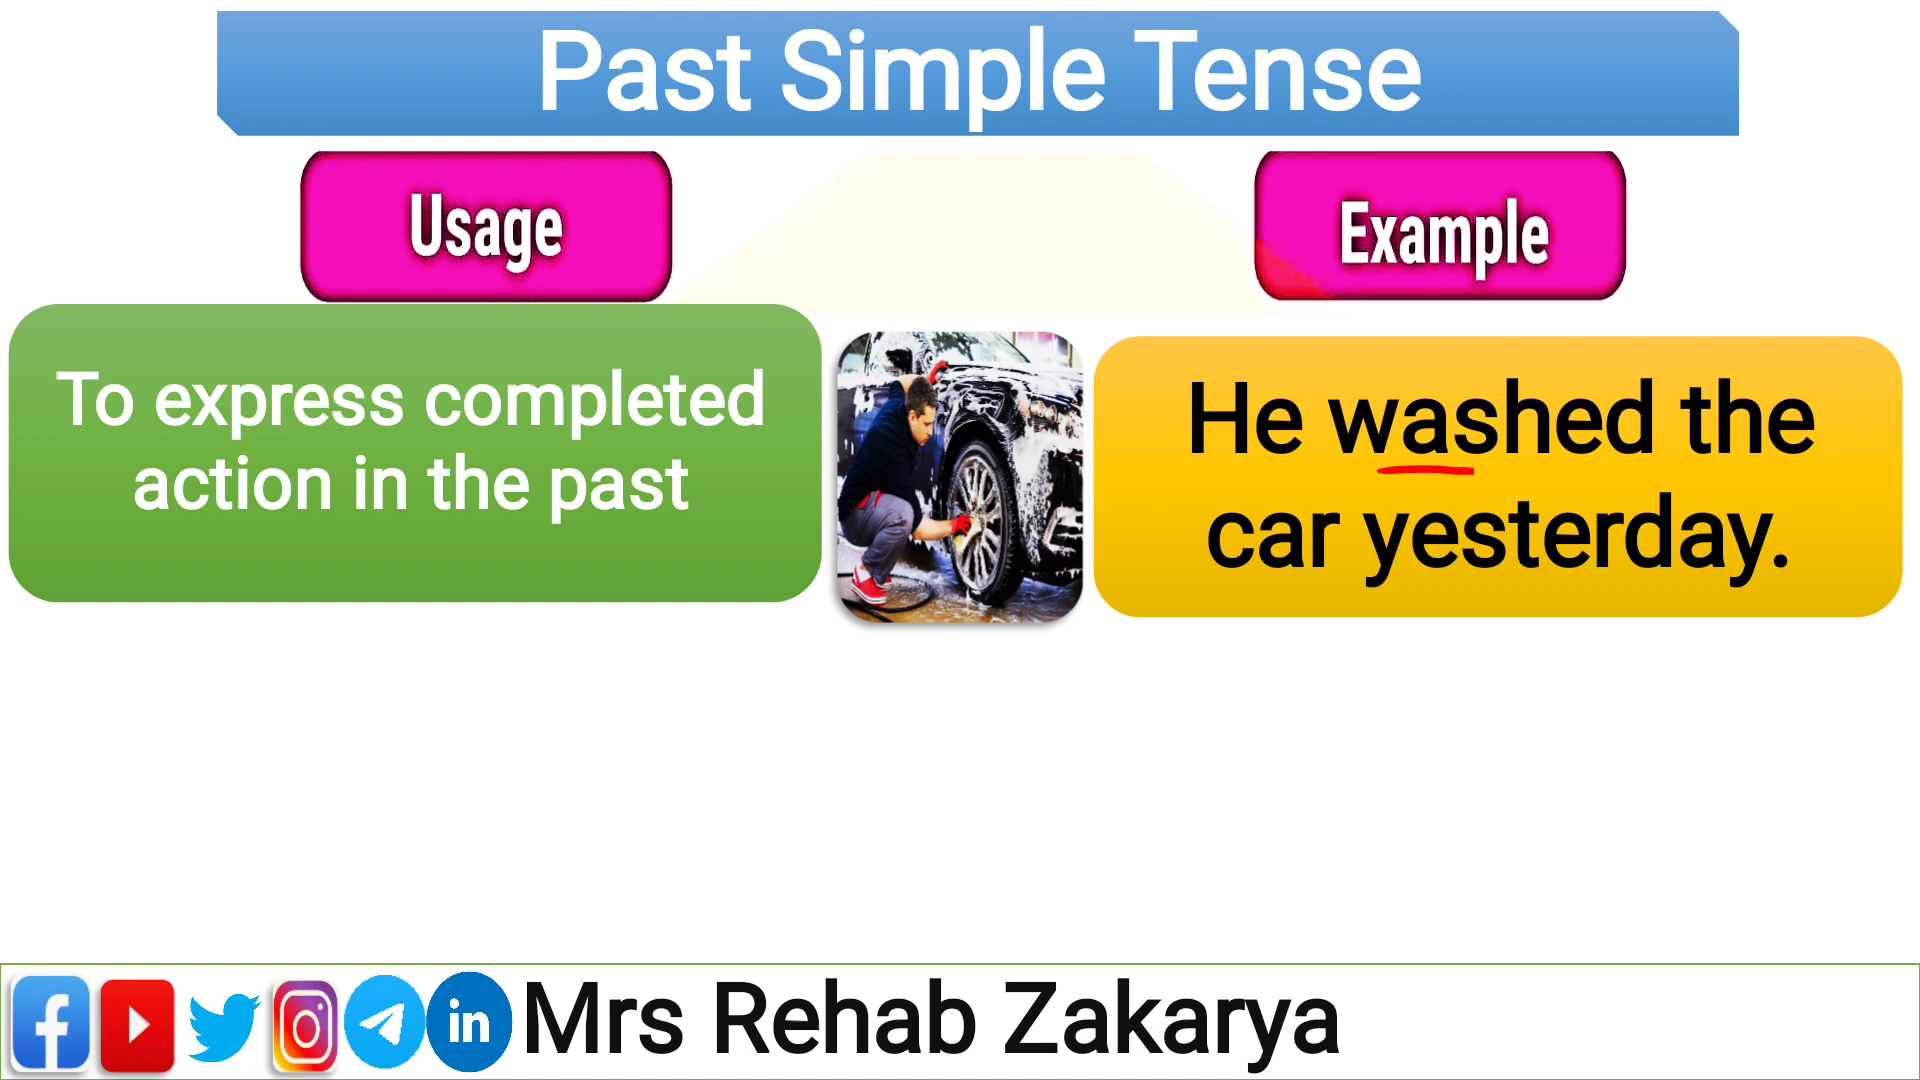 Past Simple Tense
Usage
Example
To express completed
action in the past
He washed the
car yesterday.
in Mrs Rehab Zakarya